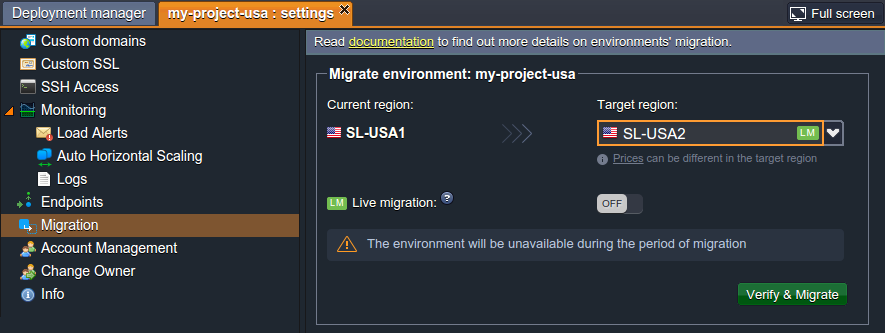 Deployment manager
my-project-usa : settings
Full screen
Custom domains
Custom SSL
SSH Access
Monitoring
Load Alerts
Auto Horizontal Scaling
Logs
Endpoints
Migration
Account Management
Change Owner
Info
Read documentation to find out more details on environments' migration.
Migrate environment: my-project-usa
Current region:
Target region:
SL-USA1
SL-USA2
LM
Prices can be different in the target region
LM Live migration: ?
OFF
The environment will be unavailable during the period of migration
Verify & Migrate